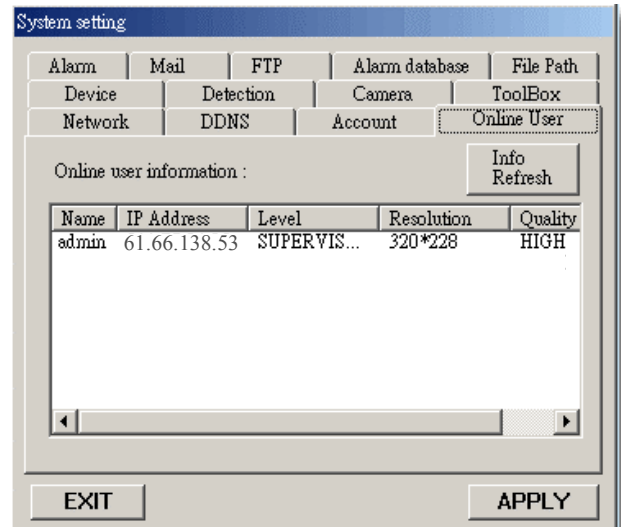 System setting
Alarm Mail FTP Alarm database File Path
Device Detection Camera ToolBox
Network DDNS Account Online User
Online user information :
Info
Refresh
Name IP Address Level Resolution Quality
admin 61.66.138.53 SUPERVIS... 320*228 HIGH
EXIT APPLY